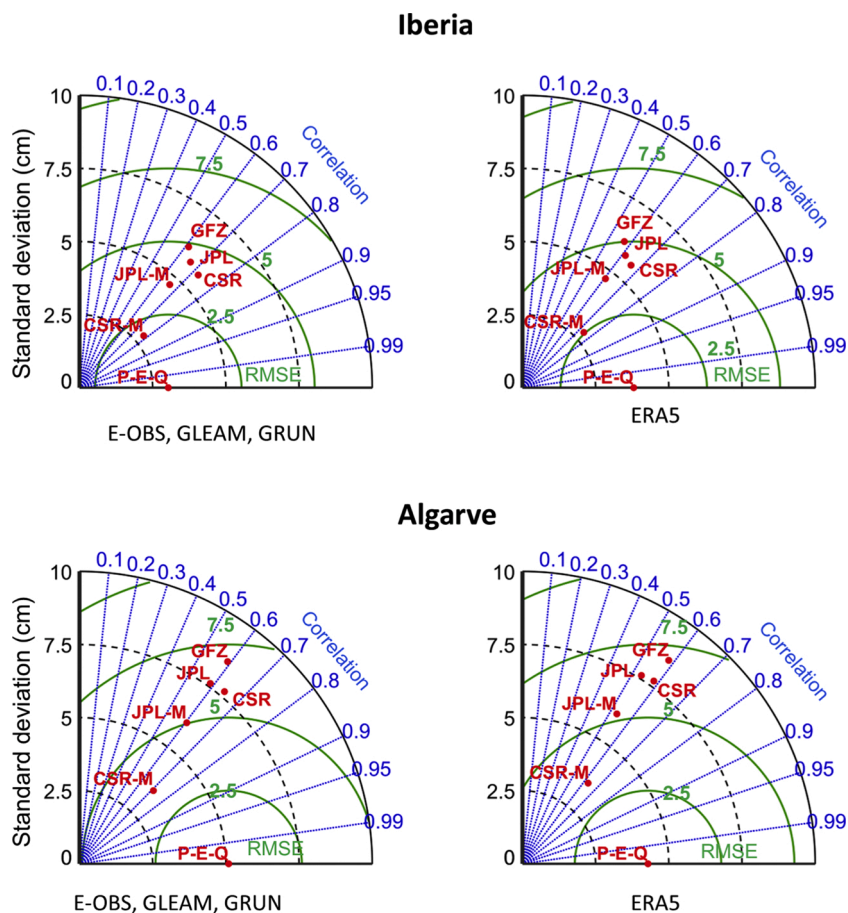 Iberia
Standard deviation (cm)
10
7.5
5
2.5
0
0.1
0.2
0.3
0.4
0.5
0.6
0.7
0.8
0.9
0.95
0.99
Correlation
7.5
5
2.5
RMSE
GFZ
JPL
CSR
JPL-M
CSR-M
P-E-Q
E-OBS, GLEAM, GRUN
10
7.5
5
2.5
0
0.1
0.2
0.3
0.4
0.5
0.6
0.7
0.8
0.9
0.95
0.99
Correlation
7.5
5
2.5
RMSE
GFZ
JPL
CSR
JPL-M
CSR-M
P-E-Q
ERA5
Algarve
Standard deviation (cm)
10
7.5
5
2.5
0
0.1
0.2
0.3
0.4
0.5
0.6
0.7
0.8
0.9
0.95
0.99
Correlation
7.5
5
2.5
RMSE
GFZ
JPL
CSR
JPL-M
CSR-M
P-E-Q
E-OBS, GLEAM, GRUN
10
7.5
5
2.5
0
0.1
0.2
0.3
0.4
0.5
0.6
0.7
0.8
0.9
0.95
0.99
Correlation
7.5
5
2.5
RMSE
GFZ
JPL
CSR
JPL-M
CSR-M
P-E-Q
ERA5